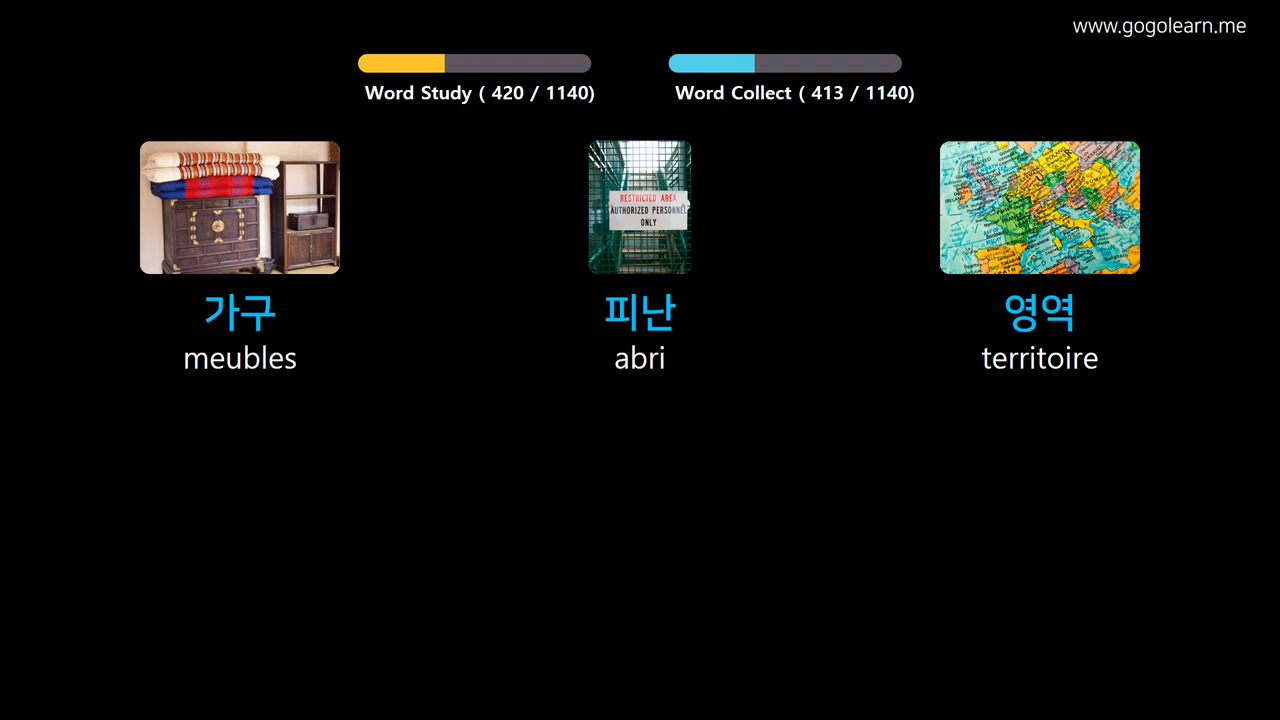 www.gogolearn.me
Word Study ( 420 / 1140)
Word Collect ( 413 / 1140)
RESTRICTED AREA
AUTHORIZED PERSONNEL
ONLY
가구
피난
영역
meubles
abri
territoire